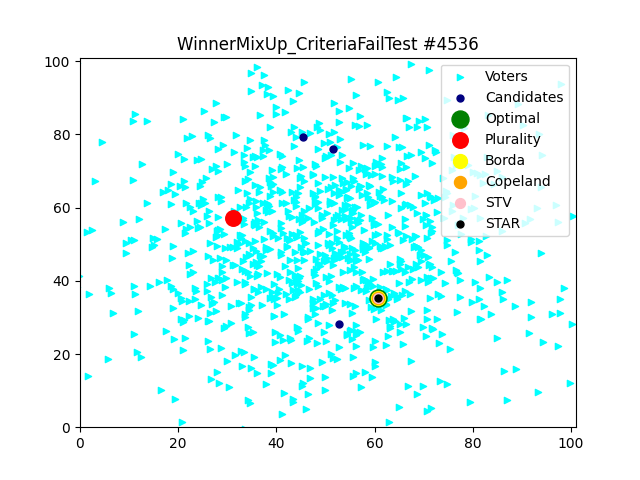 WinnerMixUp_CriteriaFailTest #4536
100
80
60
40
20
0
0
20
40
60
80
100
Voters
Candidates
Optimal
Plurality
Borda
Copeland
STV
STAR